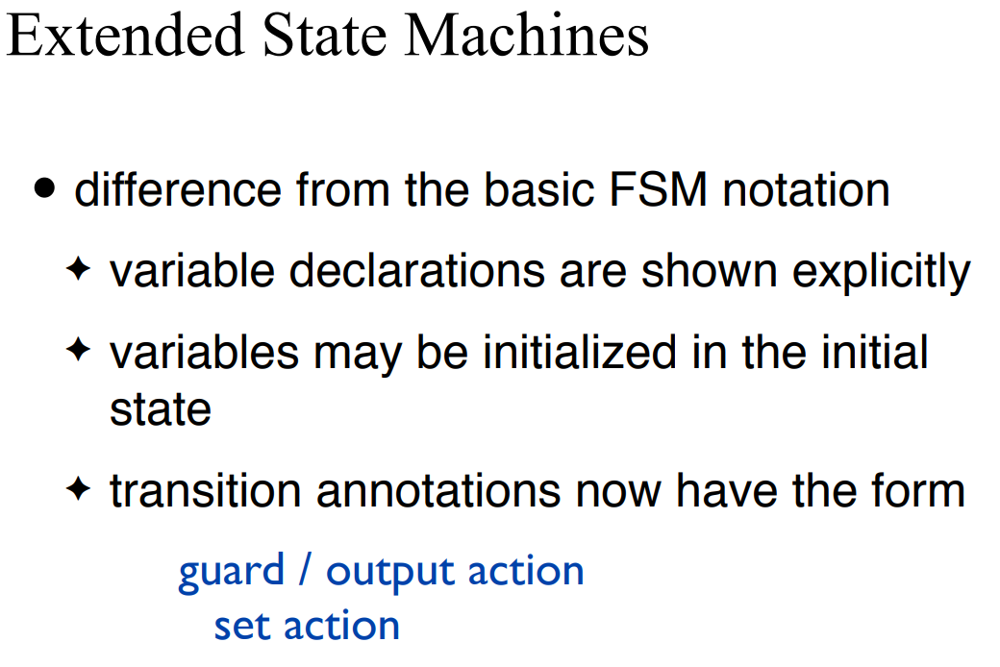 Extended State Machines
● difference from the basic FSM notation
✦ variable declarations are shown explicitly
✦ variables may be initialized in the initial
state
✦ transition annotations now have the form
guard / output action
set action